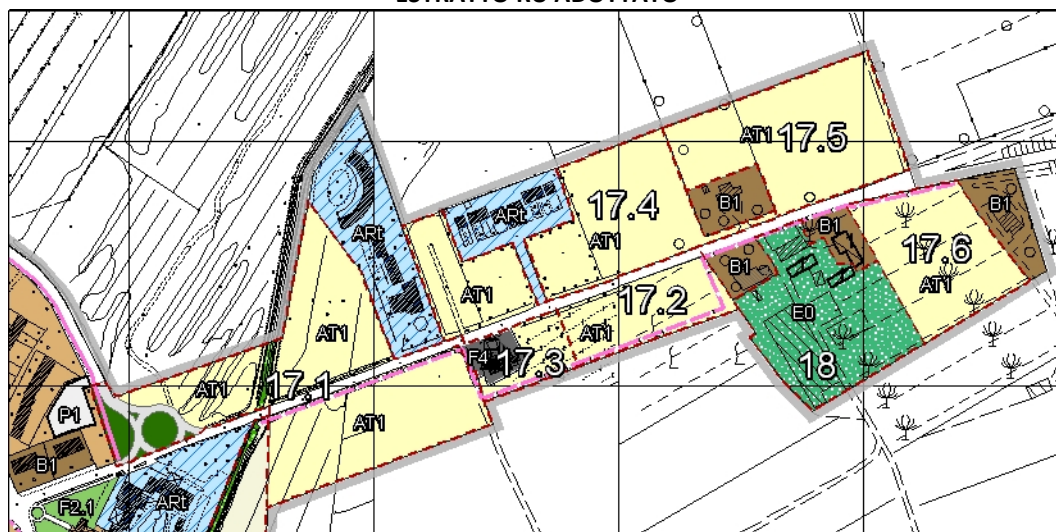 ESTRATTO RU ADOTTATO
AT1 17.5
ARt
B1
17.4
B1
B1
ARt
AT1
17.6
B1
AT1
17.2
AT1
E0
AT1
AT1
F4 17.3
18
AT1
17.1
P1
AT1
B1
ARt
F2.1